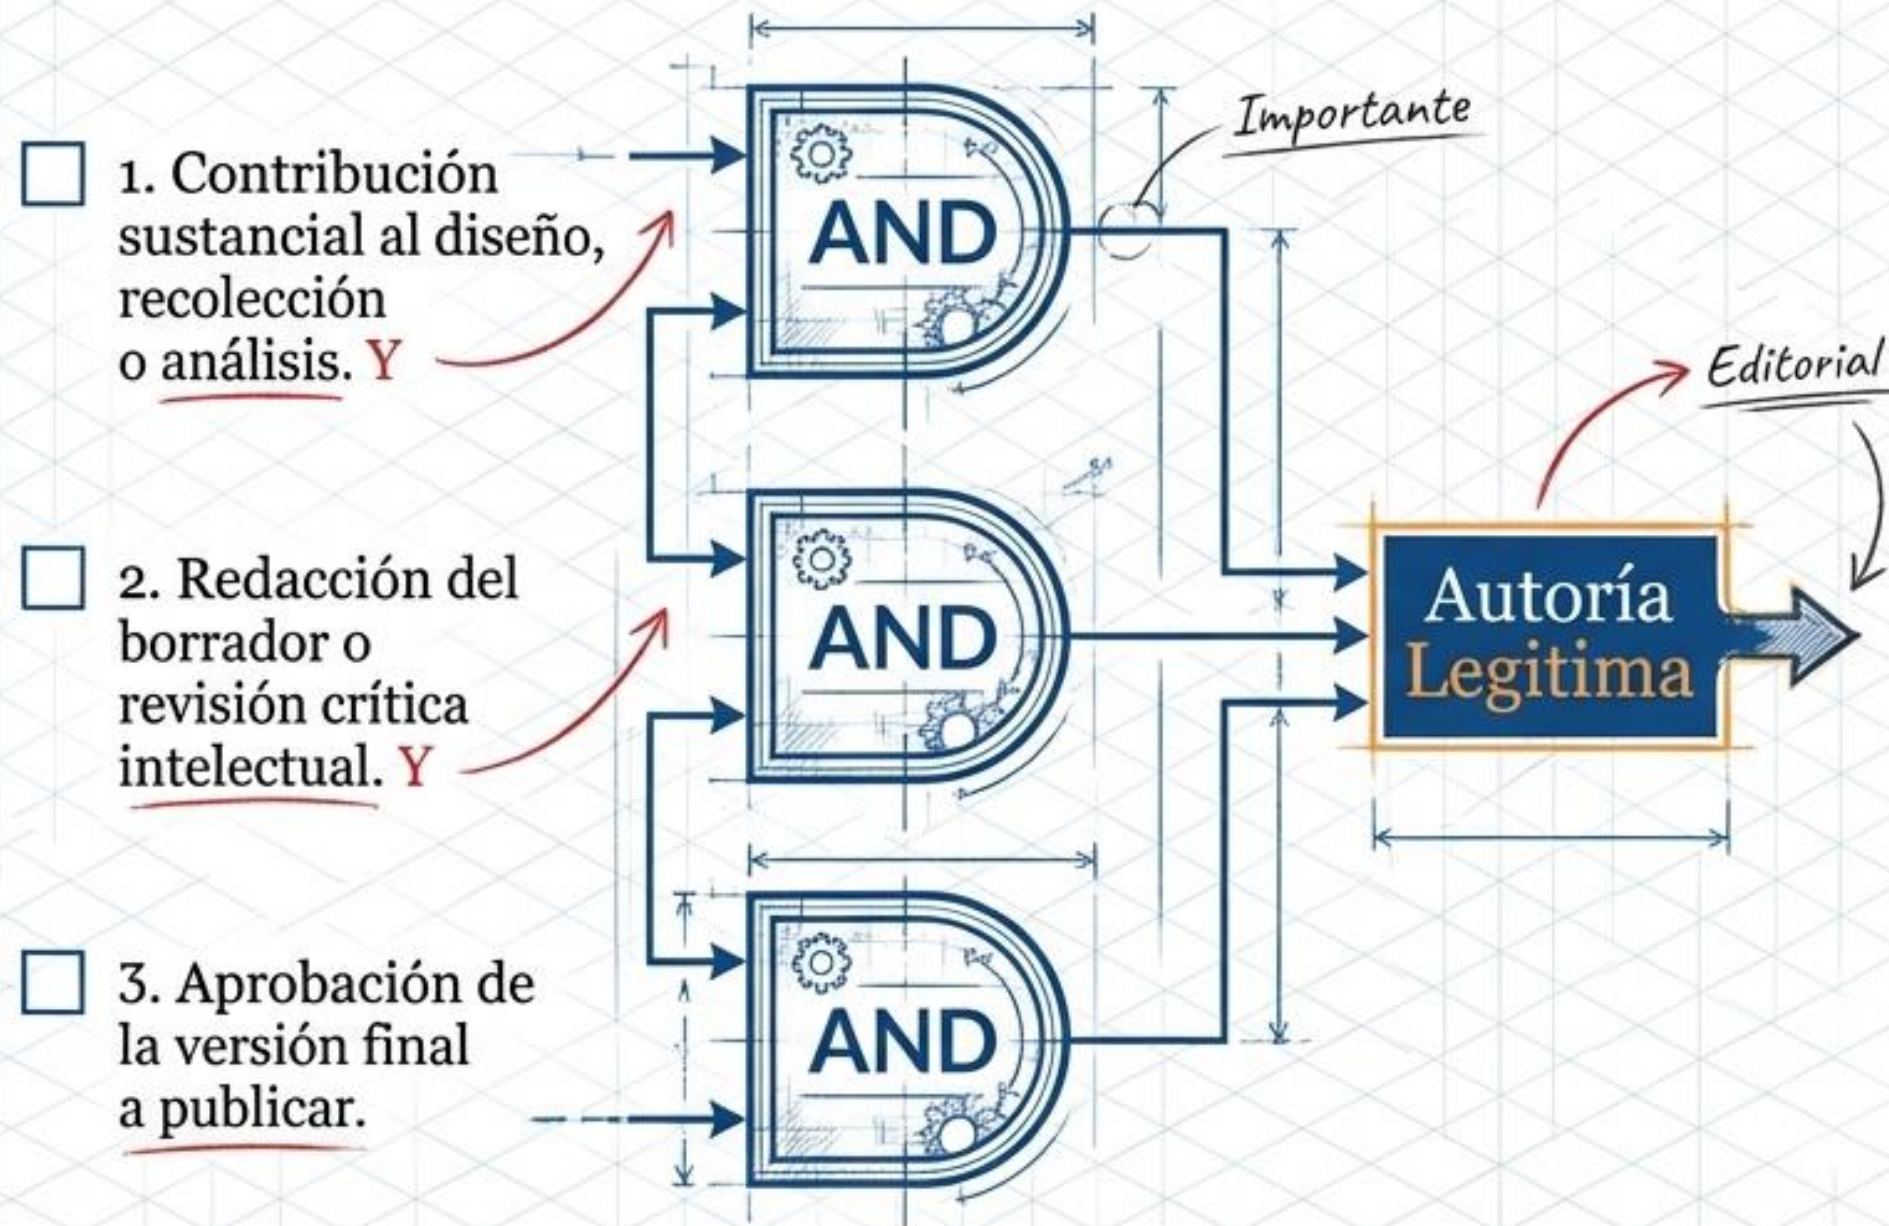 1. Contribución
sustancial al diseño,
recolección
o análisis. Y
AND
Importante
2. Redacción del
borrador o
revisión crítica
intelectual. Y
AND
Editorial
Autoría
Legitima
3. Aprobación de
la versión final
a publicar.
AND